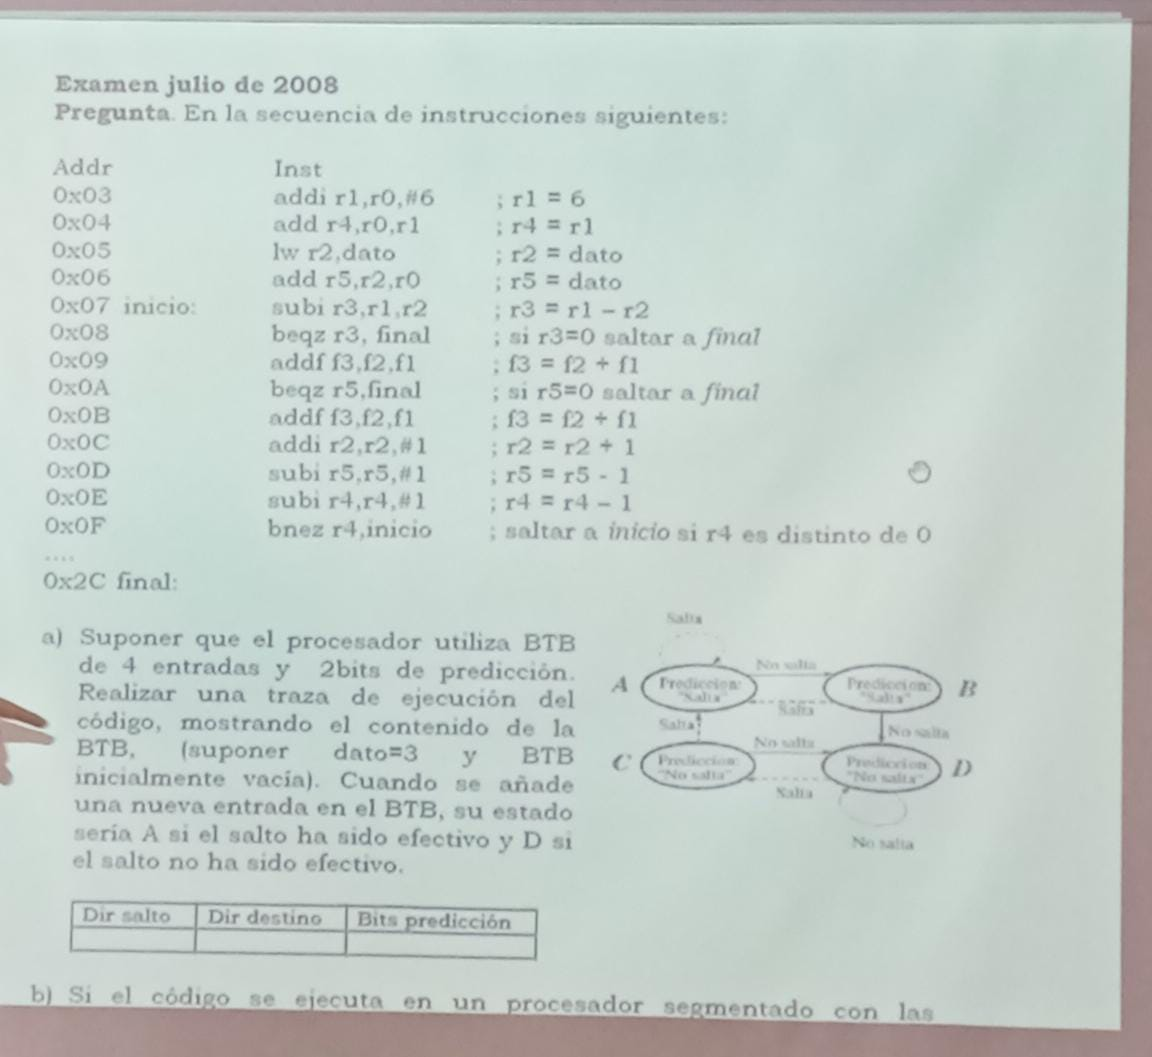 Examen julio de 2008
Pregunta. En la secuencia de instrucciones siguientes:
Addr Inst
0x03 addi r1,r0,#6 ; r1 = 6
0x04 add r4,r0,r1 ; r4 = r1
0x05 lw r2,dato ; r2 = dato
0x06 add r5,r2,r0 ; r5 = dato
0x07 inicio: subi r3,r1,r2 ; r3 = r1 - r2
0x08 beqz r3, final ; si r3=0 saltar a final
0x09 addf f3,f2,f1 ; f3 = f2 + f1
0x0A beqz r5,final ; si r5=0 saltar a final
0x0B addf f3,f2,f1 ; f3 = f2 + f1
0x0C addi r2,r2,#1 ; r2 = r2 + 1
0x0D subi r5,r5,#1 ; r5 = r5 - 1
0x0E subi r4,r4,#1 ; r4 = r4 - 1
0x0F bnez r4,inicio ; saltar a inicio si r4 es distinto de 0
....
0x2C final:
a) Suponer que el procesador utiliza BTB
de 4 entradas y 2bits de predicción.
Realizar una traza de ejecución del
código, mostrando el contenido de la
BTB, (suponer dato=3 y BTB
inicialmente vacía). Cuando se añade
una nueva entrada en el BTB, su estado
sería A si el salto ha sido efectivo y D si
el salto no ha sido efectivo.
Salta
A Prediccion: "Salta" No salta Prediccion: "Salta" B
Salta
Salta No salta
No salta
C Prediccion: "No salta" Prediccion: "No salta" D
Salta
No salta
Dir salto Dir destino Bits predicción
b) Si el código se ejecuta en un procesador segmentado con las